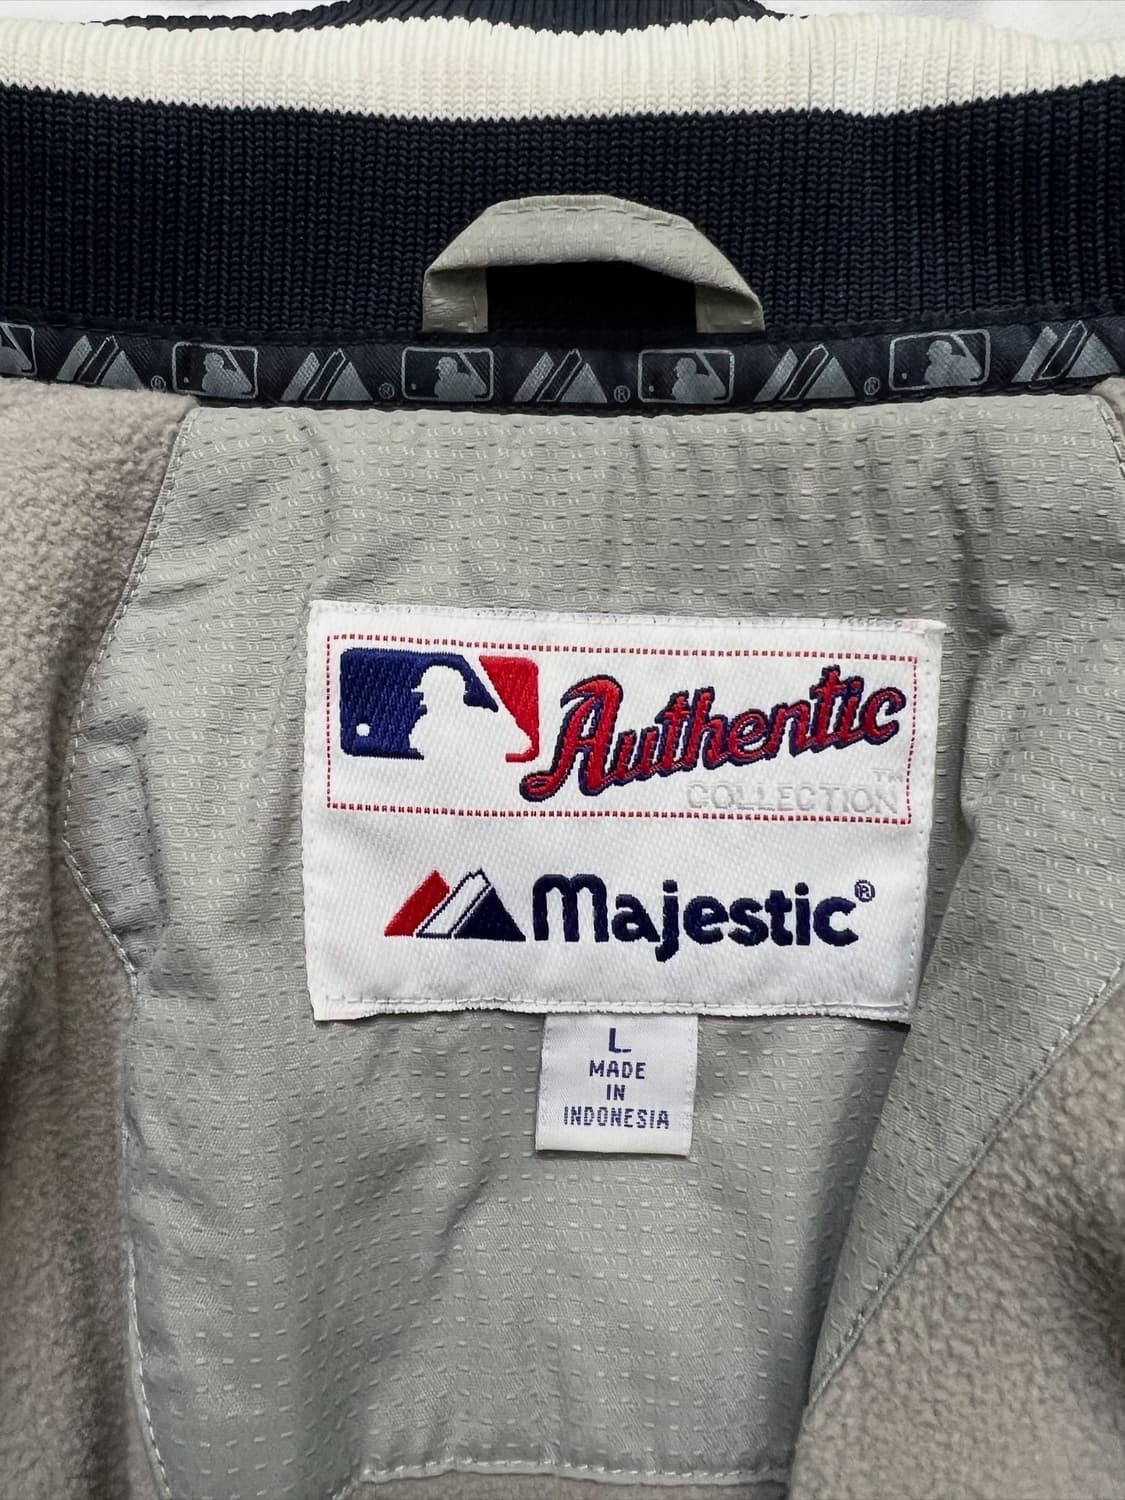 ® ® ® ®
Authentic
COLLECTION™
Majestic®
L
MADE
IN
INDONESIA